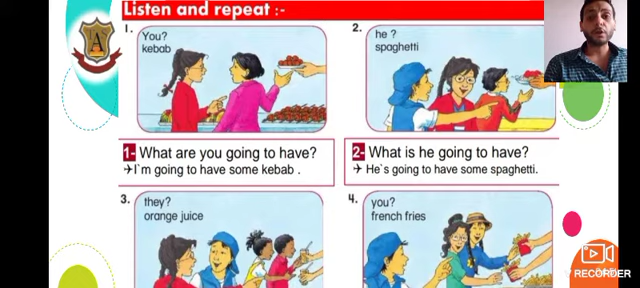 Listen and repeat :-
1.
You?
kebab
2.
he ?
spaghetti
A
1- What are you going to have?
I`m going to have some kebab .
2- What is he going to have?
He`s going to have some spaghetti.
3.
they?
orange juice
4.
you?
french fries
RECORDER